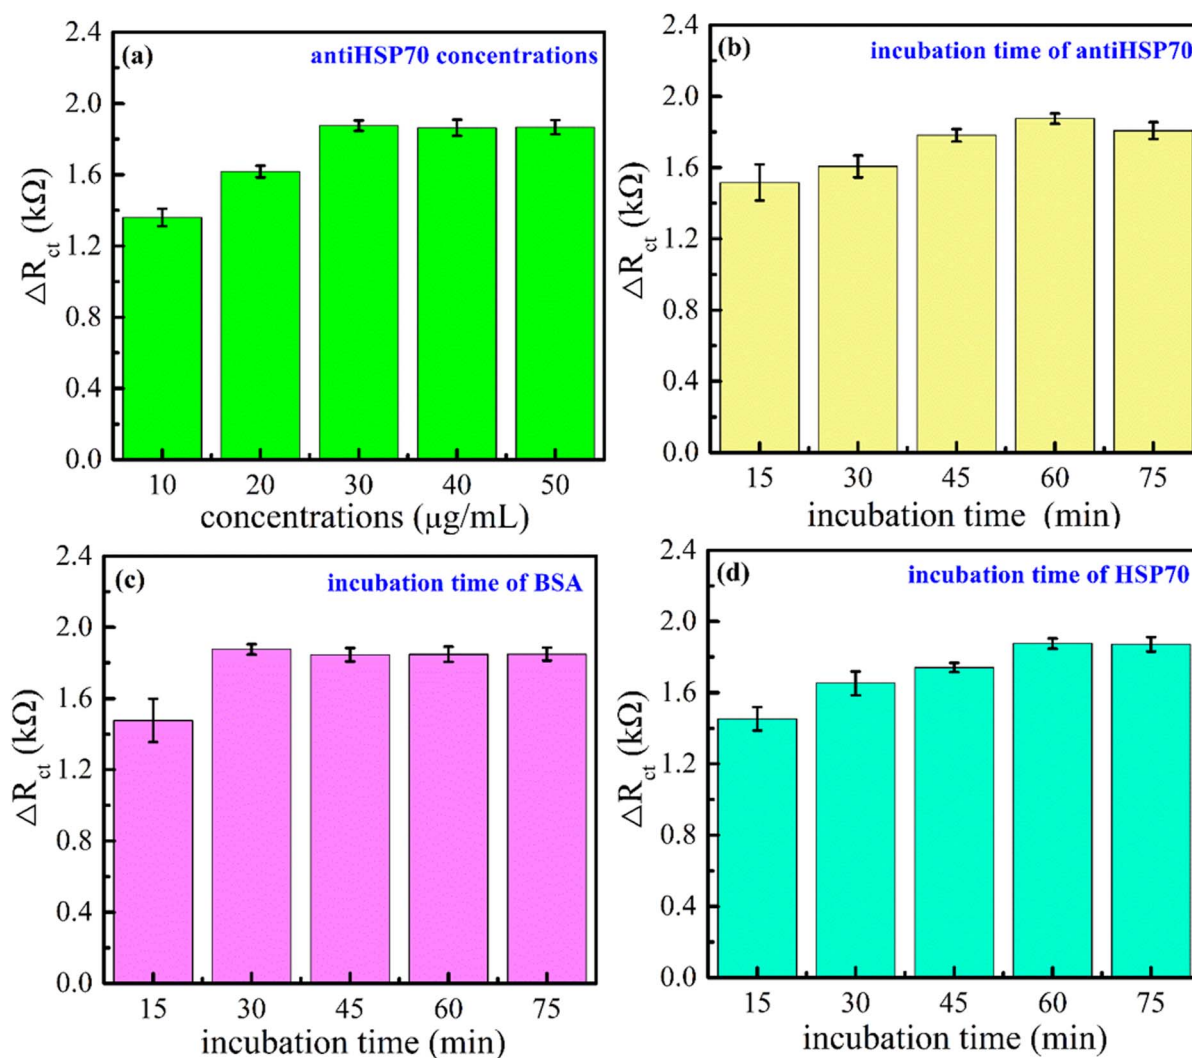 (a)
antiHSP70 concentrations
2.4
2.0
1.6
1.2
0.8
0.4
0.0
△R_ct (kΩ)
10 20 30 40 50
concentrations (µg/mL)
(b)
incubation time of antiHSP70
2.4
2.0
1.6
1.2
0.8
0.4
0.0
△R_ct (kΩ)
15 30 45 60 75
incubation time (min)
(c)
incubation time of BSA
2.4
2.0
1.6
1.2
0.8
0.4
0.0
△R_ct (kΩ)
15 30 45 60 75
incubation time (min)
(d)
incubation time of HSP70
2.4
2.0
1.6
1.2
0.8
0.4
0.0
△R_ct (kΩ)
15 30 45 60 75
incubation time (min)